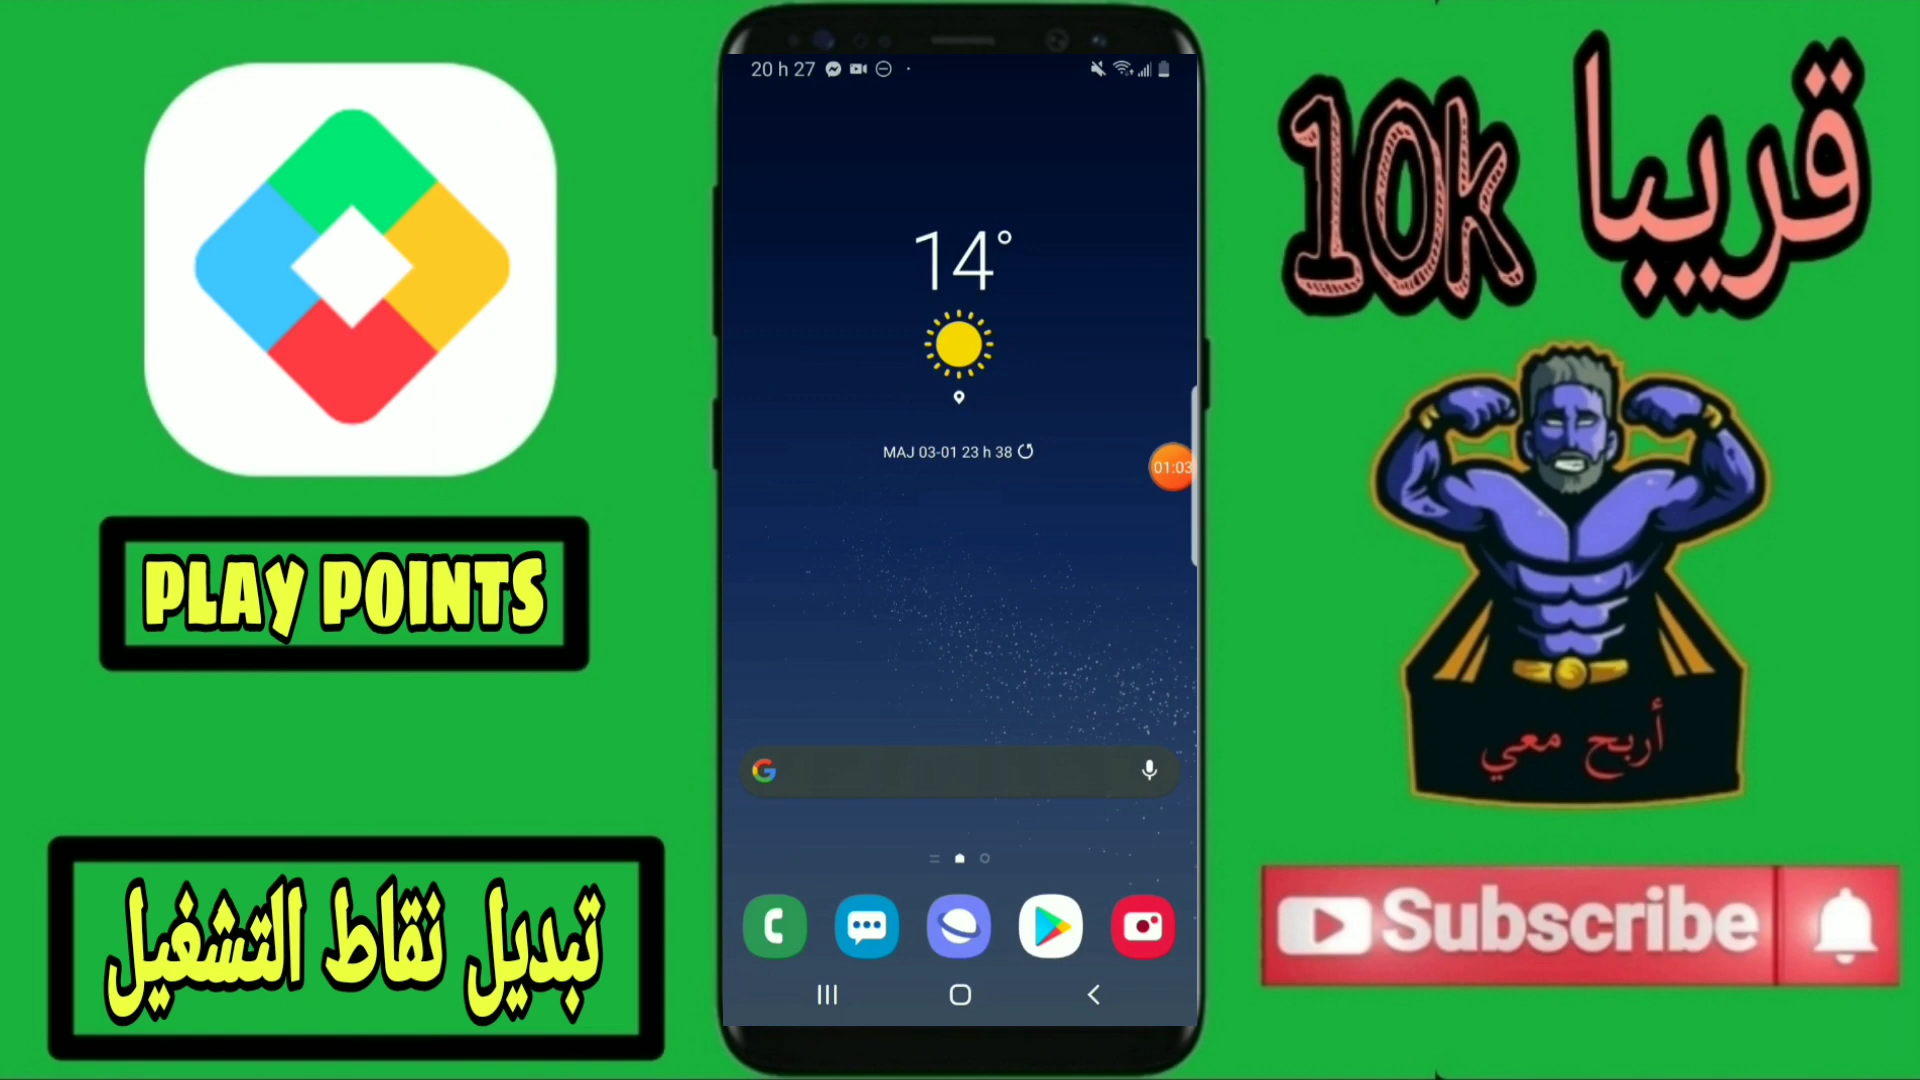 PLAY POINTS
تبديل نقاط التشغيل
20 h 27
14°
MAJ 03-01 23 h 38
01:03
قريبا 10k
أربح معي
Subscribe